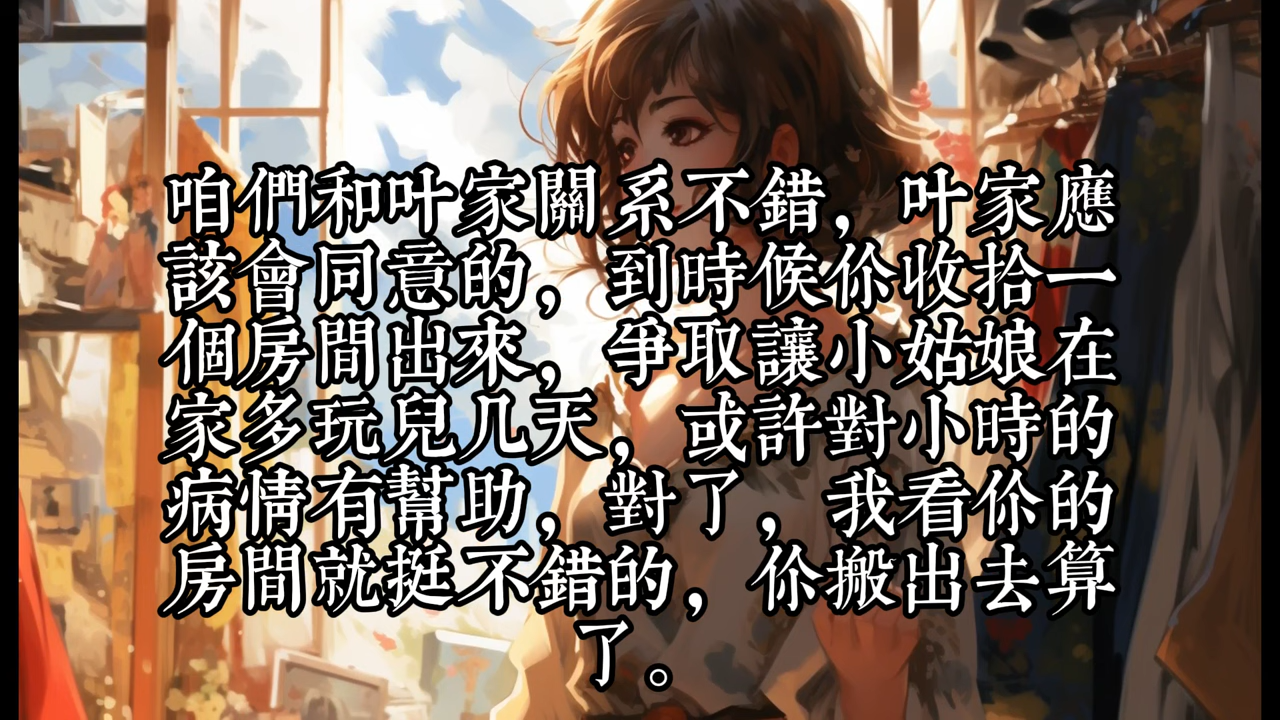 咱們和叶家關系不錯，叶家應
該會同意的，到時候你收拾一
個房間出來，爭取讓小姑娘在
家多玩兒几天，或許對小時的
病情有幫助，對了，我看你的
房間就挺不錯的，你搬出去算
了。